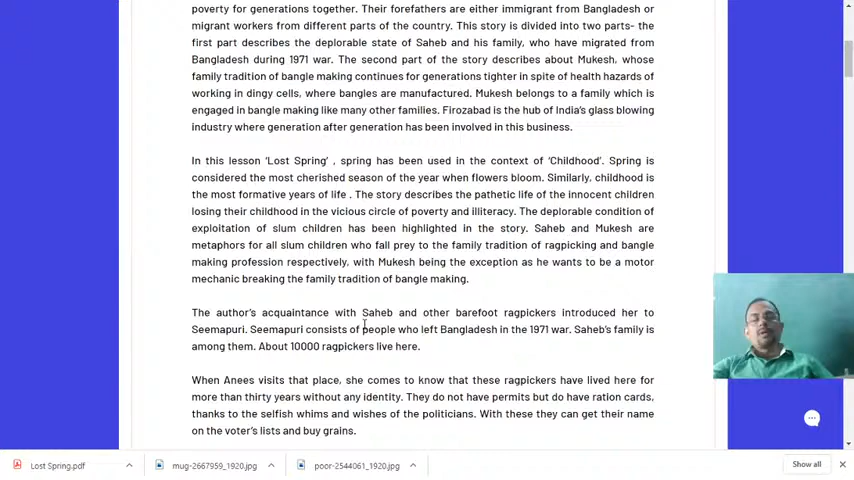 poverty for generations together. Their forefathers are either immigrant from Bangladesh or
migrant workers from different parts of the country. This story is divided into two parts- the
first part describes the deplorable state of Saheb and his family, who have migrated from
Bangladesh during 1971 war. The second part of the story describes about Mukesh, whose
family tradition of bangle making continues for generations tighter in spite of health hazards of
working in dingy cells, where bangles are manufactured. Mukesh belongs to a family which is
engaged in bangle making like many other families. Firozabad is the hub of India's glass blowing
industry where generation after generation has been involved in this business.
In this lesson 'Lost Spring' , spring has been used in the context of 'Childhood'. Spring is
considered the most cherished season of the year when flowers bloom. Similarly, childhood is
the most formative years of life . The story describes the pathetic life of the innocent children
losing their childhood in the vicious circle of poverty and illiteracy. The deplorable condition of
exploitation of slum children has been highlighted in the story. Saheb and Mukesh are
metaphors for all slum children who fall prey to the family tradition of ragpicking and bangle
making profession respectively, with Mukesh being the exception as he wants to be a motor
mechanic breaking the family tradition of bangle making.
The author's acquaintance with Saheb and other barefoot ragpickers introduced her to
Seemapuri. Seemapuri consists of people who left Bangladesh in the 1971 war. Saheb's family is
among them. About 10000 ragpickers live here.
When Anees visits that place, she comes to know that these ragpickers have lived here for
more than thirty years without any identity. They do not have permits but do have ration cards,
thanks to the selfish whims and wishes of the politicians. With these they can get their name
on the voter's lists and buy grains.
Lost Spring.pdf
mug-2667959_1920.jpg
poor-2544061_1920.jpg
Show all